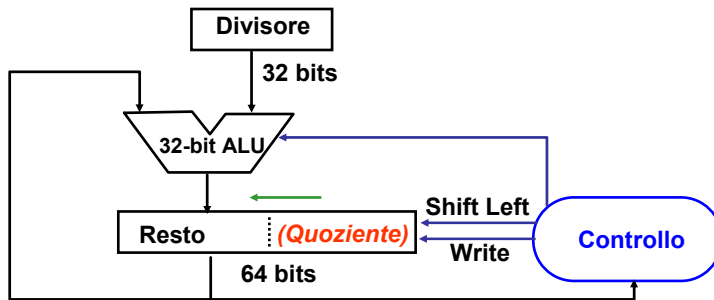 Divisore
32 bits
32-bit ALU
Shift Left
Resto
(Quoziente)
Write
Controllo
64 bits